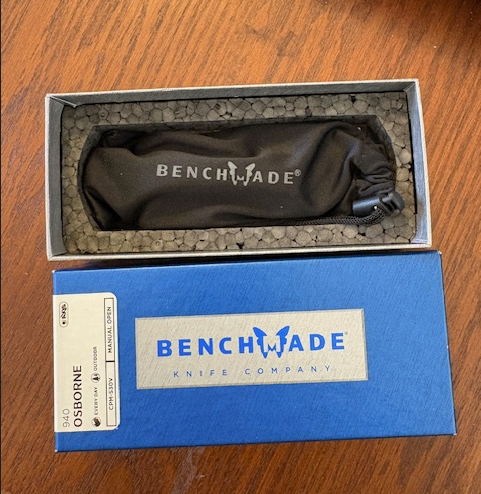 BENCHMADE®
BENCHMADE®
KNIFE COMPANY
940
OSBORNE
EVERY DAY OUTDOOR
CPM-S30V MANUAL OPEN